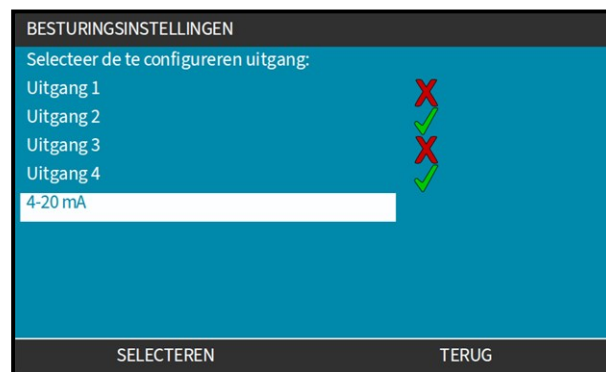 BESTURINGSINSTELLINGEN
Selecteer de te configureren uitgang:
Uitgang 1
Uitgang 2
Uitgang 3
Uitgang 4
4-20 mA
SELECTEREN TERUG